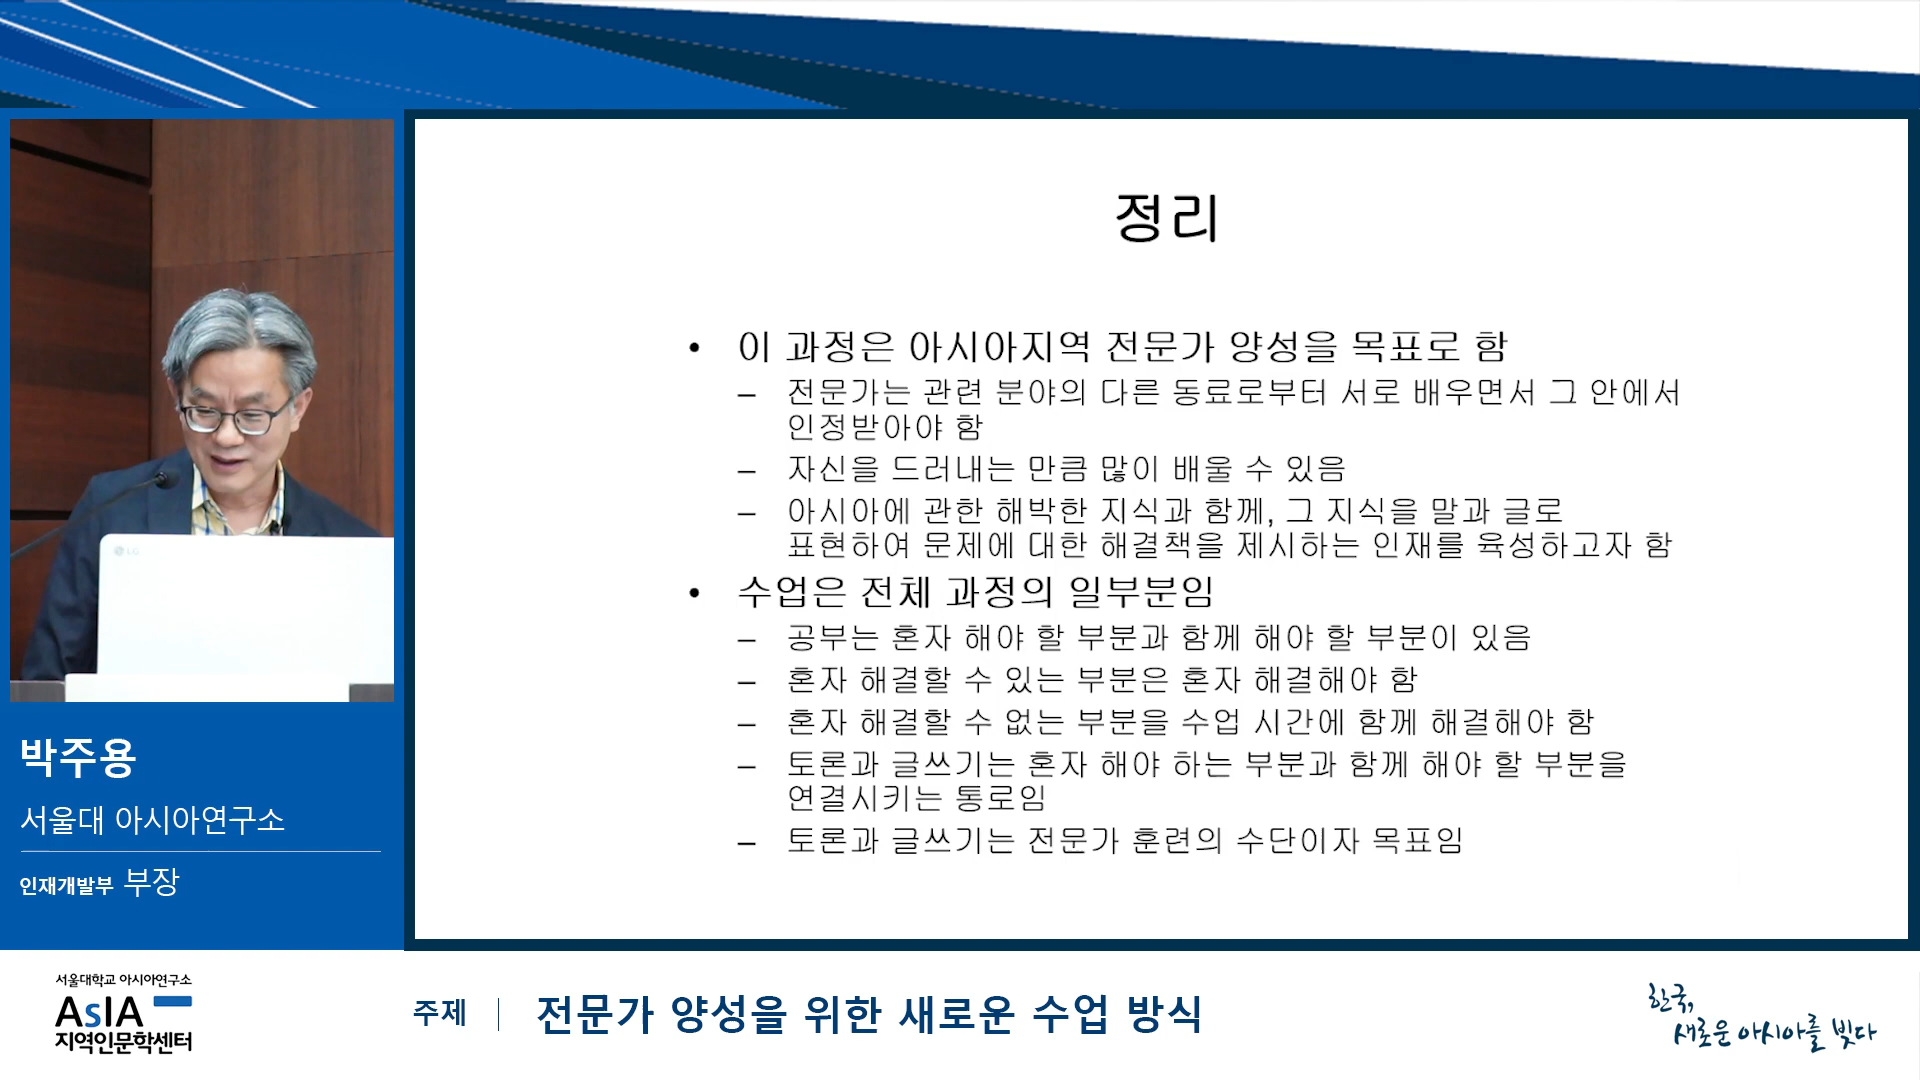 정리
• 이 과정은 아시아지역 전문가 양성을 목표로 함
– 전문가는 관련 분야의 다른 동료로부터 서로 배우면서 그 안에서
인정받아야 함
– 자신을 드러내는 만큼 많이 배울 수 있음
– 아시아에 관한 해박한 지식과 함께, 그 지식을 말과 글로
표현하여 문제에 대한 해결책을 제시하는 인재를 육성하고자 함
• 수업은 전체 과정의 일부분임
– 공부는 혼자 해야 할 부분과 함께 해야 할 부분이 있음
– 혼자 해결할 수 있는 부분은 혼자 해결해야 함
– 혼자 해결할 수 없는 부분을 수업 시간에 함께 해결해야 함
– 토론과 글쓰기는 혼자 해야 하는 부분과 함께 해야 할 부분을
연결시키는 통로임
– 토론과 글쓰기는 전문가 훈련의 수단이자 목표임
LG
박주용
서울대 아시아연구소
인재개발부 부장
서울대학교 아시아연구소
AsIA
지역인문학센터
주제 | 전문가 양성을 위한 새로운 수업 방식
한국,
새로운 아시아를 빚다